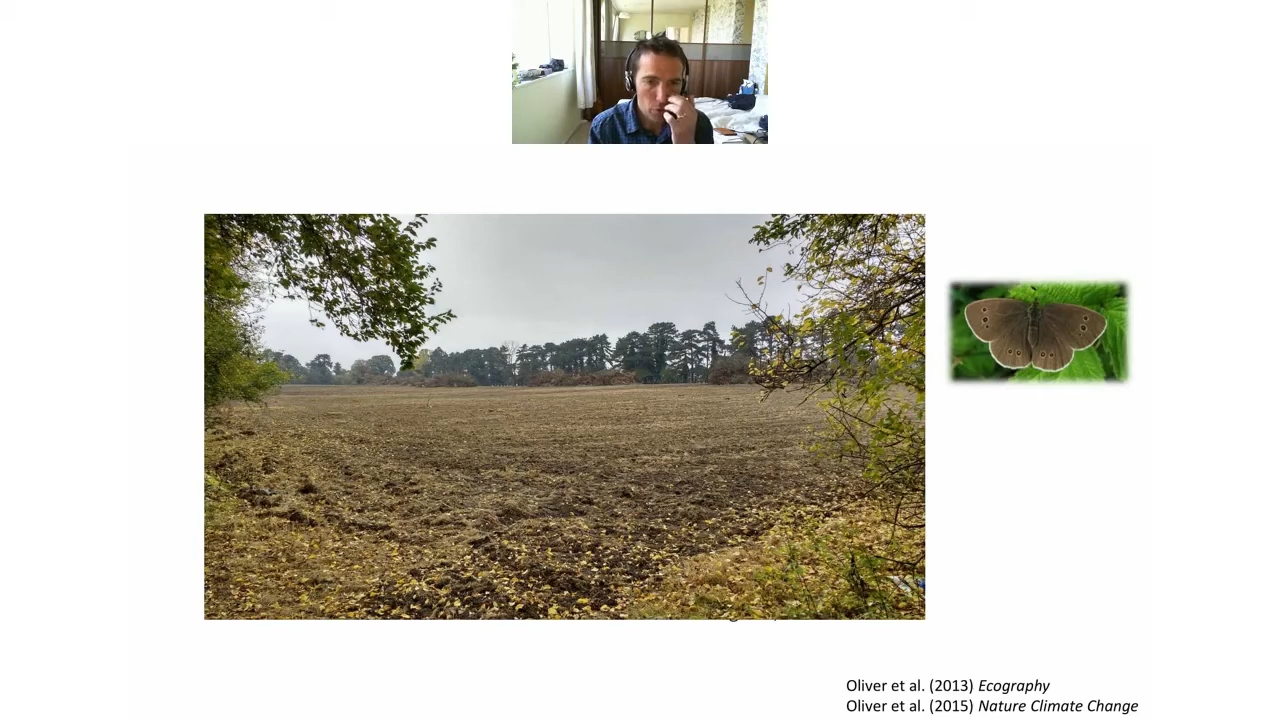 Oliver et al. (2013) Ecography
Oliver et al. (2015) Nature Climate Change